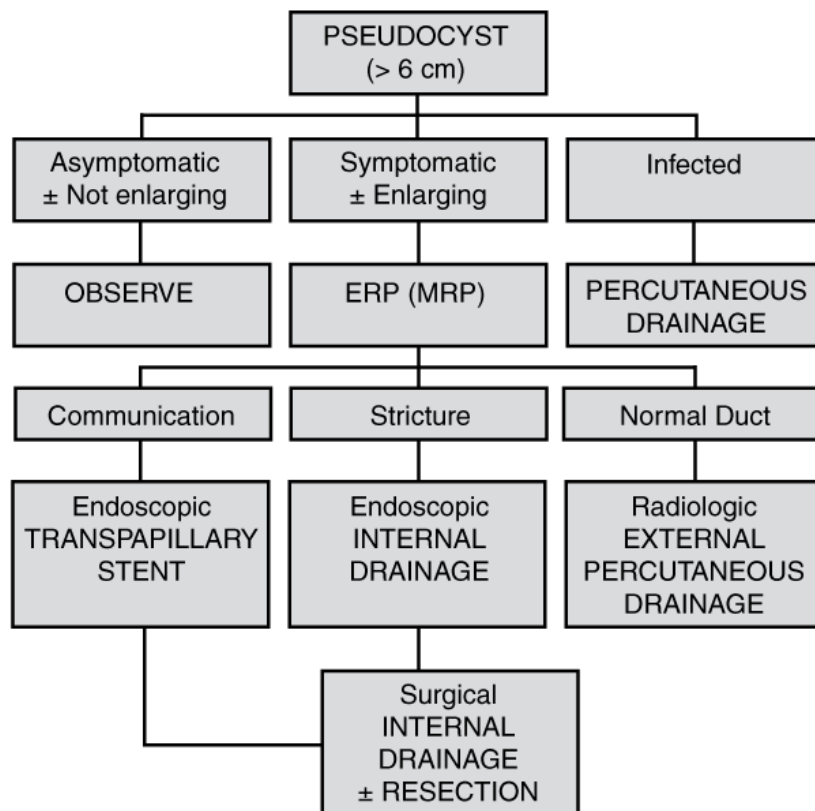 PSEUDOCYST
(> 6 cm)
Asymptomatic
± Not enlarging
Symptomatic
± Enlarging
Infected
OBSERVE
ERP (MRP)
PERCUTANEOUS
DRAINAGE
Communication
Stricture
Normal Duct
Endoscopic
TRANSPAPILLARY
STENT
Endoscopic
INTERNAL
DRAINAGE
Radiologic
EXTERNAL
PERCUTANEOUS
DRAINAGE
Surgical
INTERNAL
DRAINAGE
± RESECTION